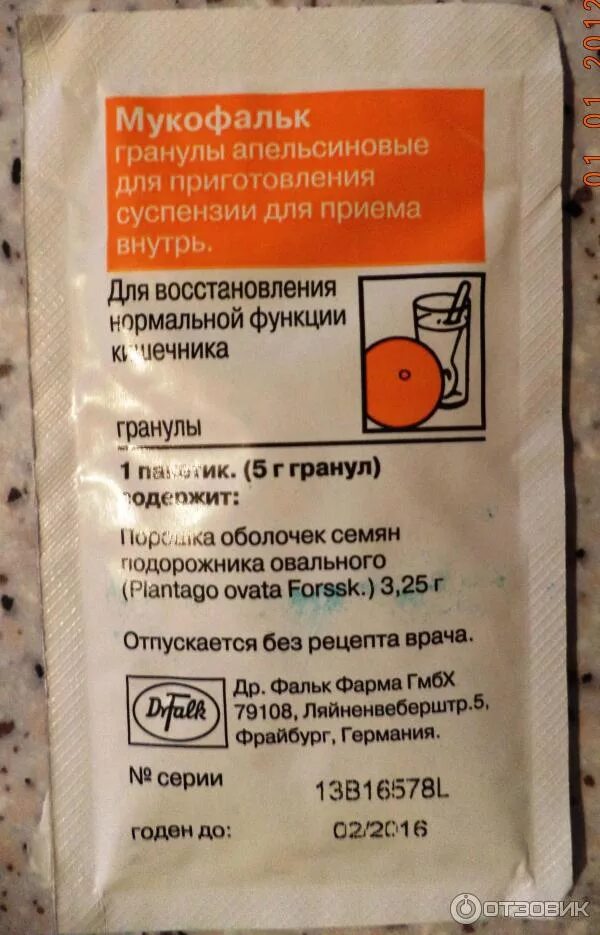 Мукофальк
гранулы апельсиновые
для приготовления
суспензии для приема
внутрь.
Для восстановления
нормальной функции
кишечника
гранулы
1 пакетик. (5 г гранул)
содержит:
Порошка оболочек семян
подорожника овального
(Plantago ovata Forssk.) 3,25 г
Отпускается без рецепта врача.
Dr Falk
Др. Фальк Фарма ГмбХ
79108, Ляйненвеберштр.5,
Фрайбург, Германия.
№ серии 13B16578L
годен до: 02/2016
01 01 2012
ОТЗОВИК